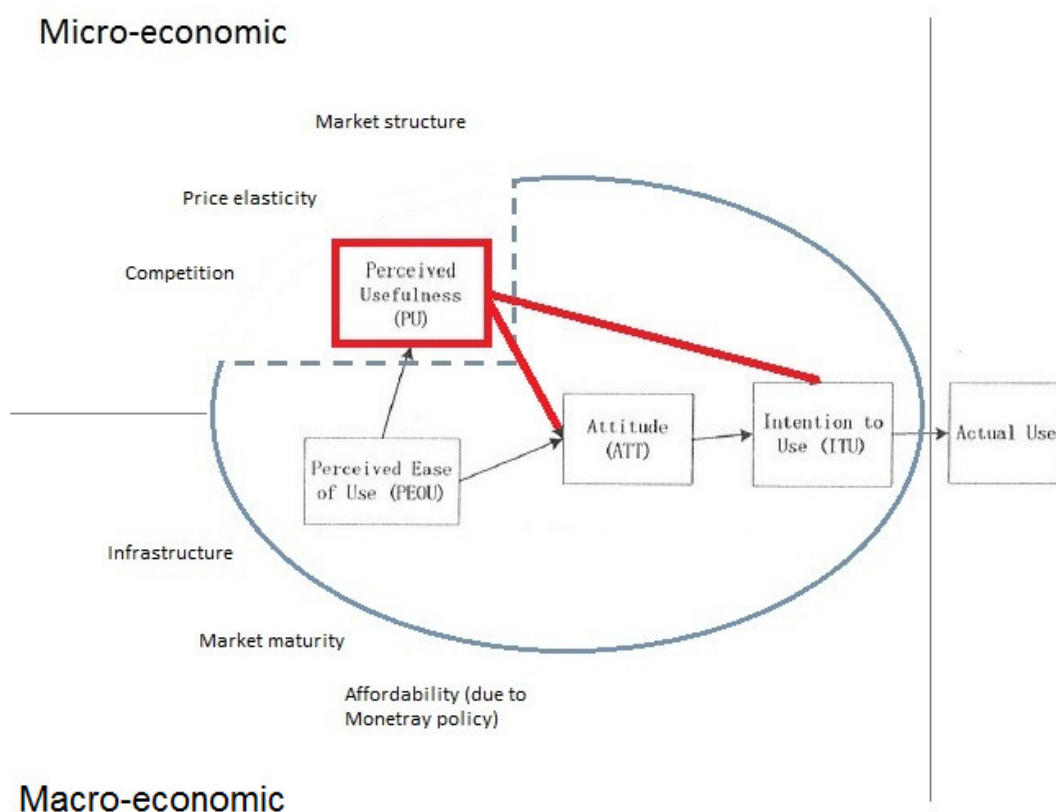 Micro-economic
Market structure
Price elasticity
Competition
Perceived
Usefulness
(PU)
Attitude
(ATT)
Intention to
Use (ITU)
Actual Use
Perceived Ease
of Use (PEOU)
Infrastructure
Market maturity
Affordability (due to
Monetray policy)
Macro-economic